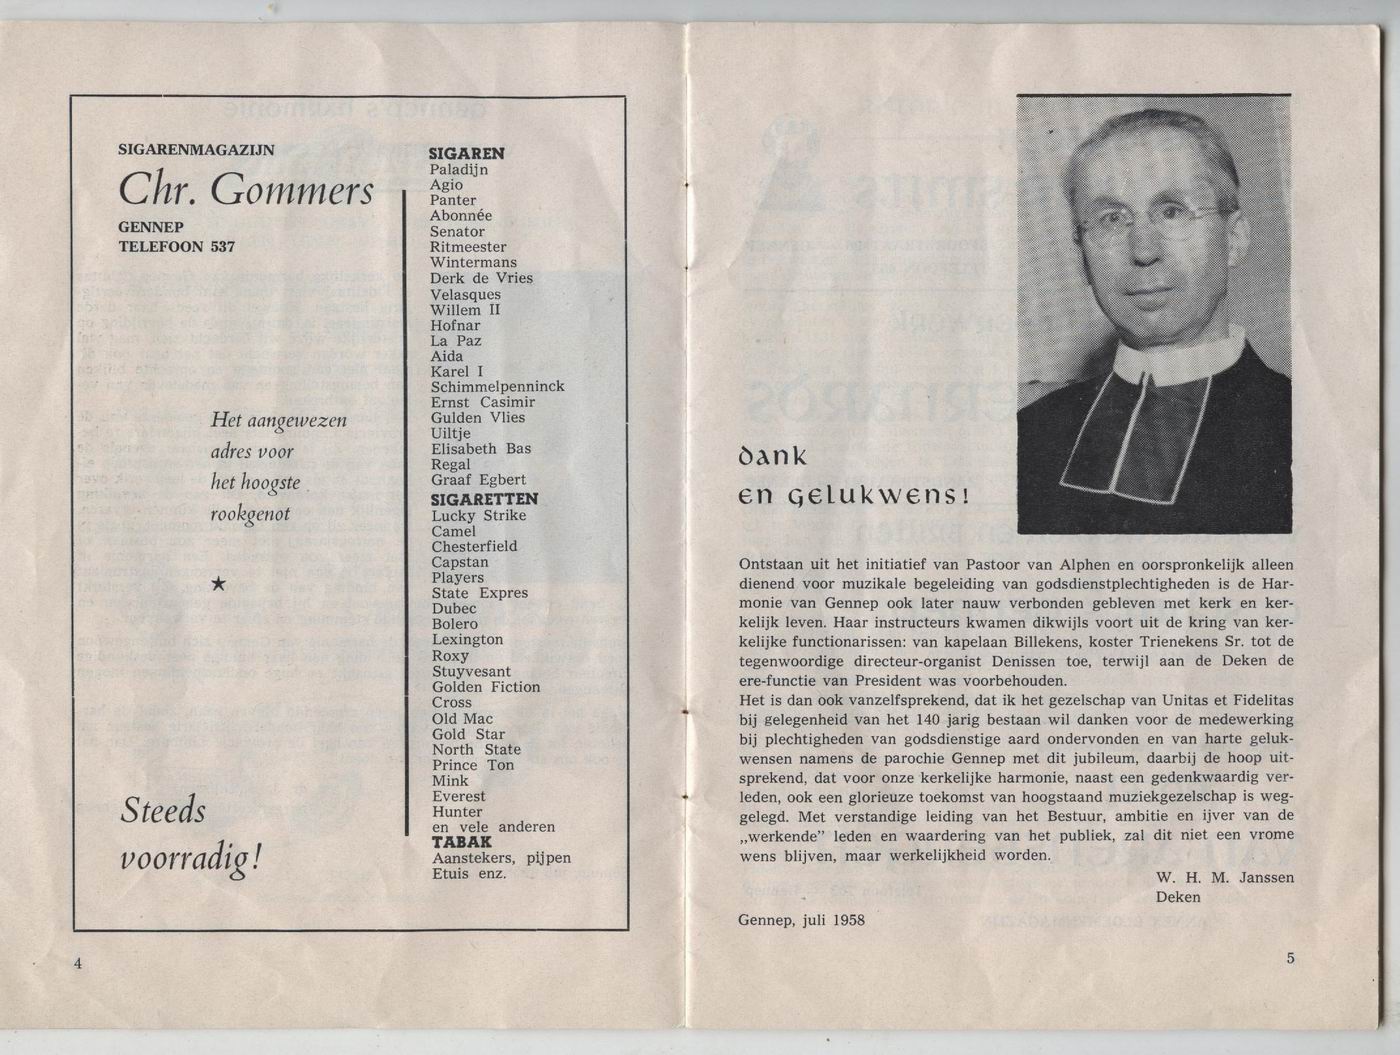 SIGARENMAGAZIJN
Chr. Gommers
GENNEP
TELEFOON 537
Het aangewezen
adres voor
het hoogste
rookgenot
★
Steeds
voorradig!
SIGAREN
Paladijn
Agio
Panter
Abonnée
Senator
Ritmeester
Wintermans
Derk de Vries
Velasques
Willem II
Hofnar
La Paz
Aida
Karel I
Schimmelpenninck
Ernst Casimir
Gulden Vlies
Uiltje
Elisabeth Bas
Regal
Graaf Egbert
SIGARETTEN
Lucky Strike
Camel
Chesterfield
Capstan
Players
State Expres
Dubec
Bolero
Lexington
Roxy
Stuyvesant
Golden Fiction
Cross
Old Mac
Gold Star
North State
Prince Ton
Mink
Everest
Hunter
en vele anderen
TABAK
Aanstekers, pijpen
Etuis enz.
4
dank
en gelukwens!
Ontstaan uit het initiatief van Pastoor van Alphen en oorspronkelijk alleen
dienend voor muzikale begeleiding van godsdienstplechtigheden is de Har-
monie van Gennep ook later nauw verbonden gebleven met kerk en ker-
kelijk leven. Haar instructeurs kwamen dikwijls voort uit de kring van ker-
kelijke functionarissen: van kapelaan Billekens, koster Trienekens Sr. tot de
tegenwoordige directeur-organist Denissen toe, terwijl aan de Deken de
ere-functie van President was voorbehouden.
Het is dan ook vanzelfsprekend, dat ik het gezelschap van Unitas et Fidelitas
bij gelegenheid van het 140 jarig bestaan wil danken voor de medewerking
bij plechtigheden van godsdienstige aard ondervonden en van harte geluk-
wensen namens de parochie Gennep met dit jubileum, daarbij de hoop uit-
sprekend, dat voor onze kerkelijke harmonie, naast een gedenkwaardig ver-
leden, ook een glorieuze toekomst van hoogstaand muziekgezelschap is weg-
gelegd. Met verstandige leiding van het Bestuur, ambitie en ijver van de
„werkende” leden en waardering van het publiek, zal dit niet een vrome
wens blijven, maar werkelijkheid worden.
W. H. M. Janssen
Deken
Gennep, juli 1958
5